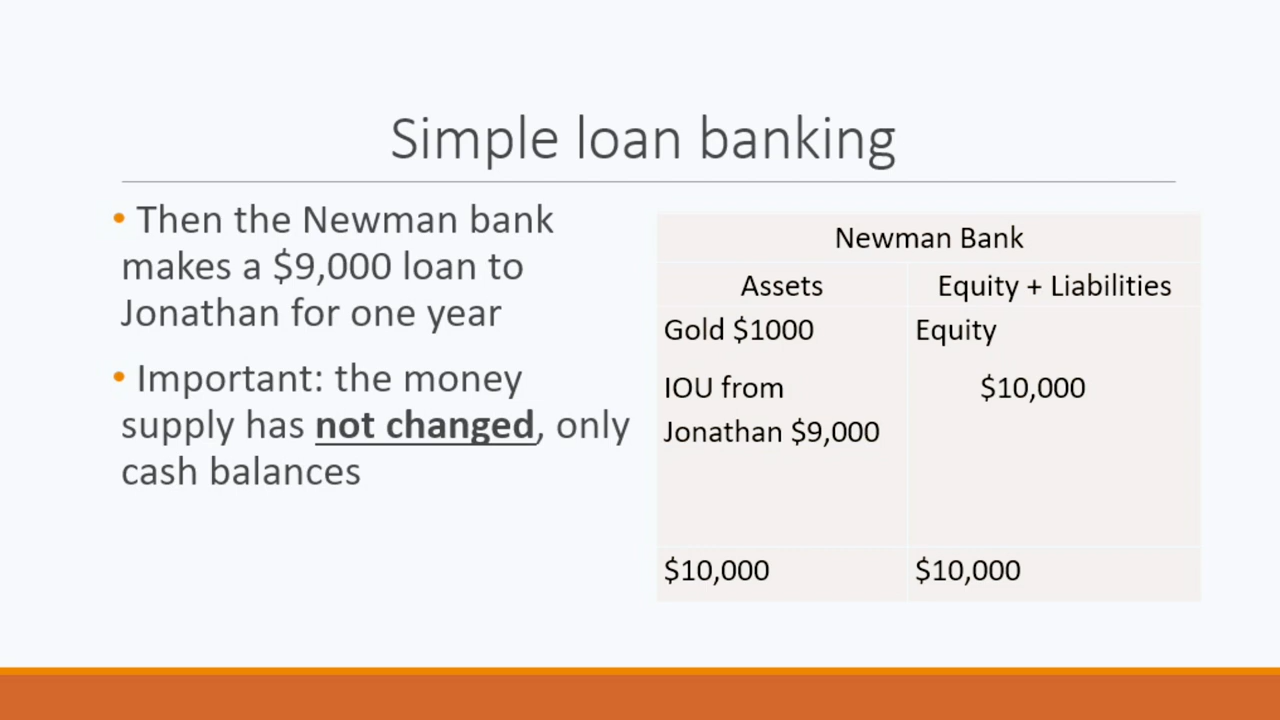 Simple loan banking
• Then the Newman bank
makes a $9,000 loan to
Jonathan for one year
• Important: the money
supply has not changed, only
cash balances
Newman Bank
Assets
Equity + Liabilities
Gold $1000
Equity
IOU from
$10,000
Jonathan $9,000
$10,000
$10,000